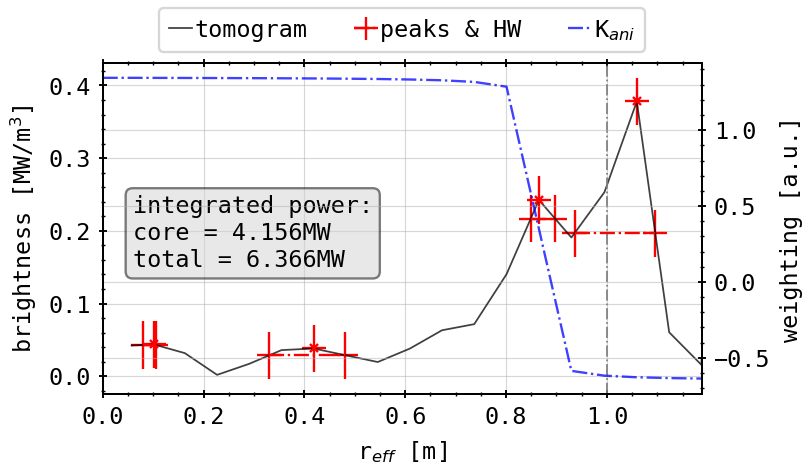 tomogram peaks & HW K_ani
brightness [MW/m³]
0.4
0.3
0.2
0.1
0.0
integrated power:
core = 4.156MW
total = 6.366MW
1.0
0.5
0.0
−0.5
weighting [a.u.]
0.0 0.2 0.4 0.6 0.8 1.0
r_eff [m]